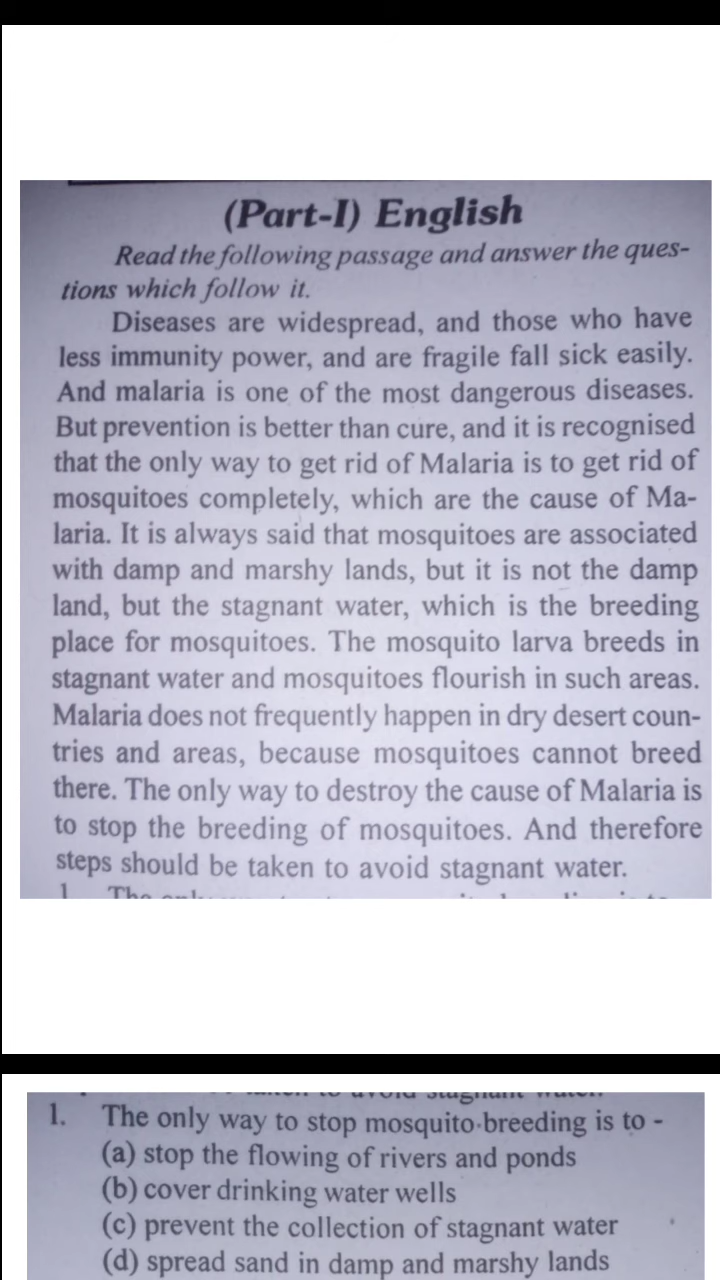 (Part-I) English
Read the following passage and answer the ques-
tions which follow it.
Diseases are widespread, and those who have
less immunity power, and are fragile fall sick easily.
And malaria is one of the most dangerous diseases.
But prevention is better than cure, and it is recognised
that the only way to get rid of Malaria is to get rid of
mosquitoes completely, which are the cause of Ma-
laria. It is always said that mosquitoes are associated
with damp and marshy lands, but it is not the damp
land, but the stagnant water, which is the breeding
place for mosquitoes. The mosquito larva breeds in
stagnant water and mosquitoes flourish in such areas.
Malaria does not frequently happen in dry desert coun-
tries and areas, because mosquitoes cannot breed
there. The only way to destroy the cause of Malaria is
to stop the breeding of mosquitoes. And therefore
steps should be taken to avoid stagnant water.
1. The only way to stop mosquito-breeding is to -
(a) stop the flowing of rivers and ponds
(b) cover drinking water wells
(c) prevent the collection of stagnant water
(d) spread sand in damp and marshy lands